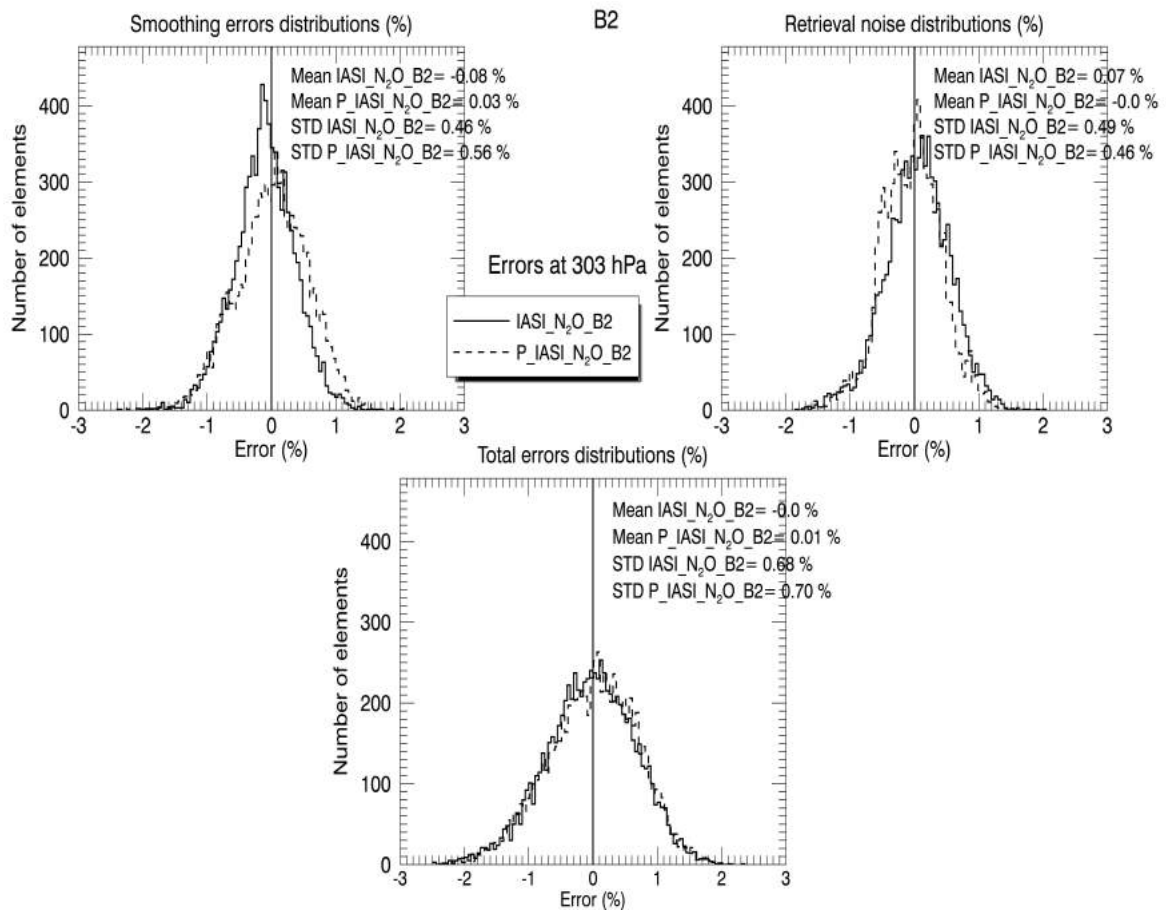 Smoothing errors distributions (%)
B2
Retrieval noise distributions (%)
Mean IASI_N₂O_B2= -0.08 %
Mean P_IASI_N₂O_B2= 0.03 %
STD IASI_N₂O_B2= 0.46 %
STD P_IASI_N₂O_B2= 0.56 %
Mean IASI_N₂O_B2= 0.07 %
Mean P_IASI_N₂O_B2= -0.0 %
STD IASI_N₂O_B2= 0.49 %
STD P_IASI_N₂O_B2= 0.46 %
Number of elements
400
300
200
100
0
-3 -2 -1 0 1 2 3
Error (%)
Errors at 303 hPa
IASI_N₂O_B2
P_IASI_N₂O_B2
Number of elements
400
300
200
100
0
-3 -2 -1 0 1 2 3
Error (%)
Total errors distributions (%)
Mean IASI_N₂O_B2= -0.0 %
Mean P_IASI_N₂O_B2= 0.01 %
STD IASI_N₂O_B2= 0.68 %
STD P_IASI_N₂O_B2= 0.70 %
Number of elements
400
300
200
100
0
-3 -2 -1 0 1 2 3
Error (%)